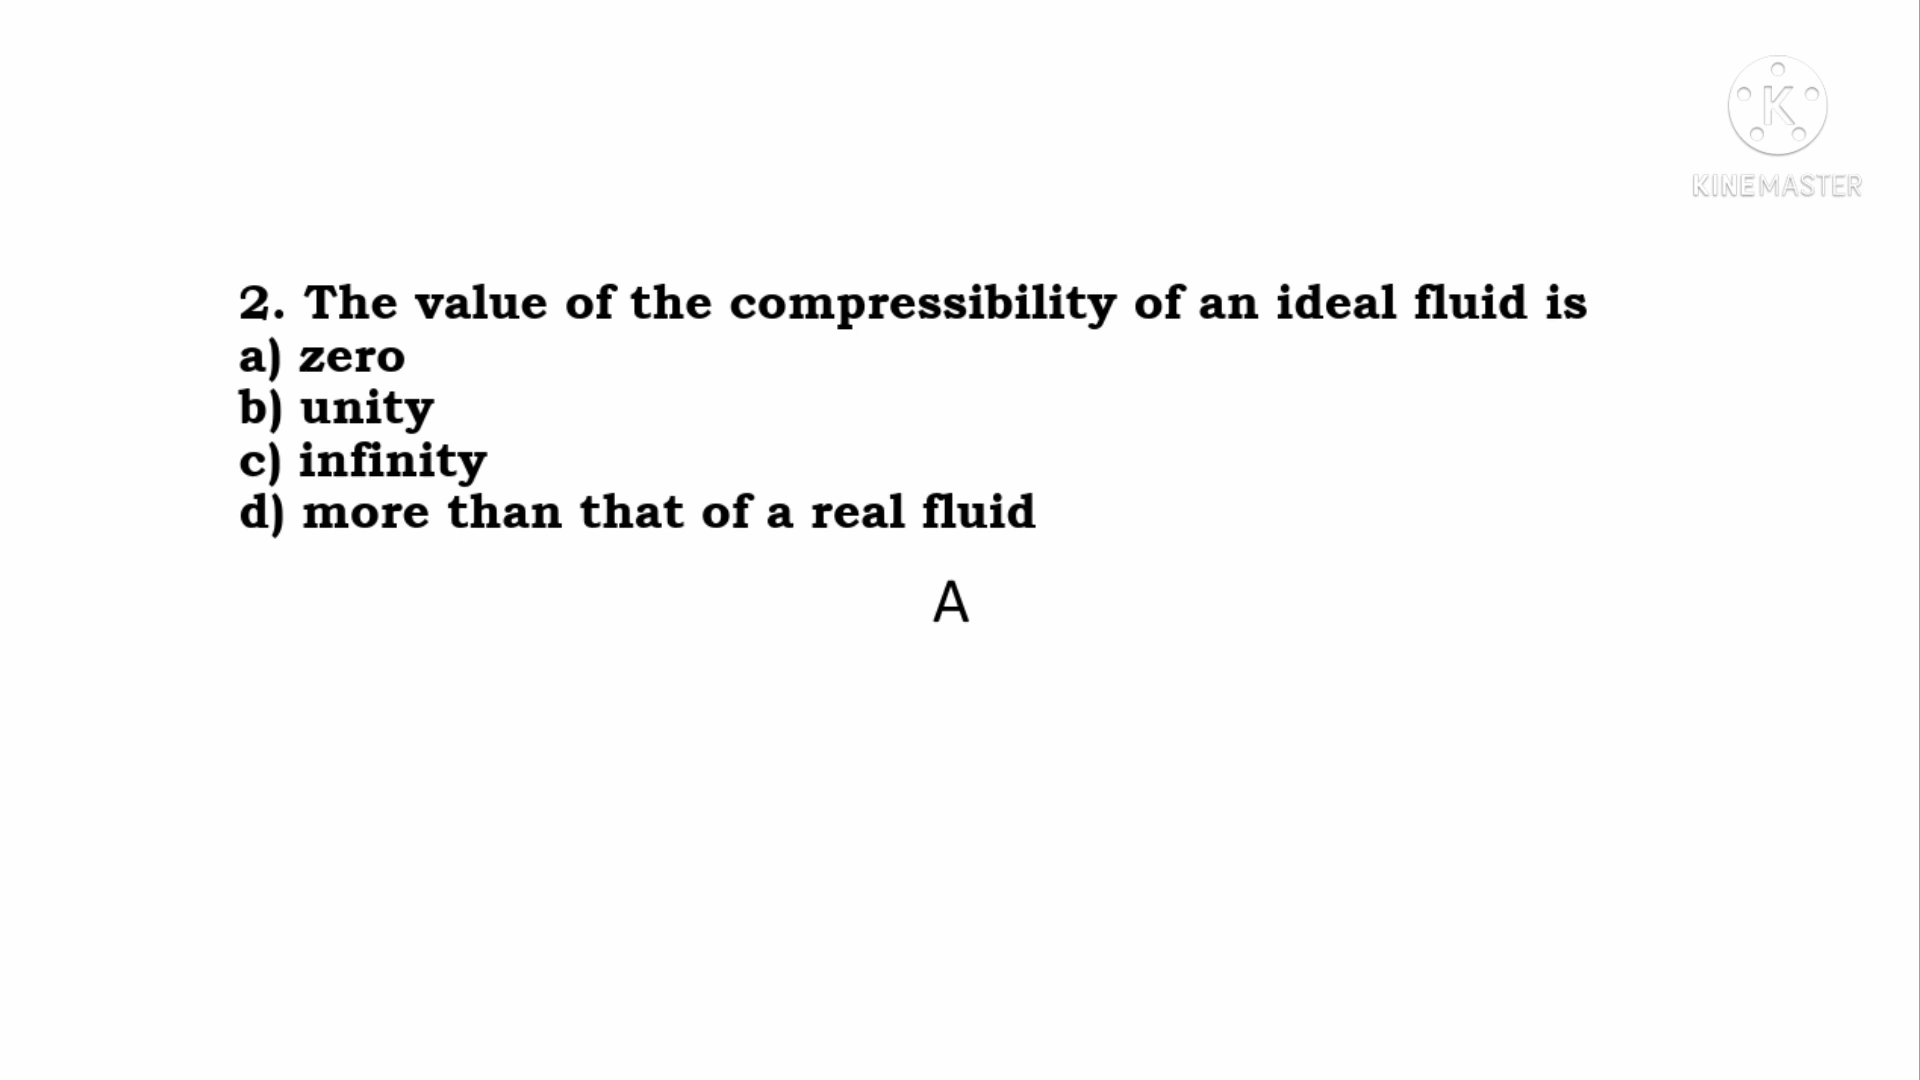 K
KINEMASTER
2. The value of the compressibility of an ideal fluid is
a) zero
b) unity
c) infinity
d) more than that of a real fluid
A